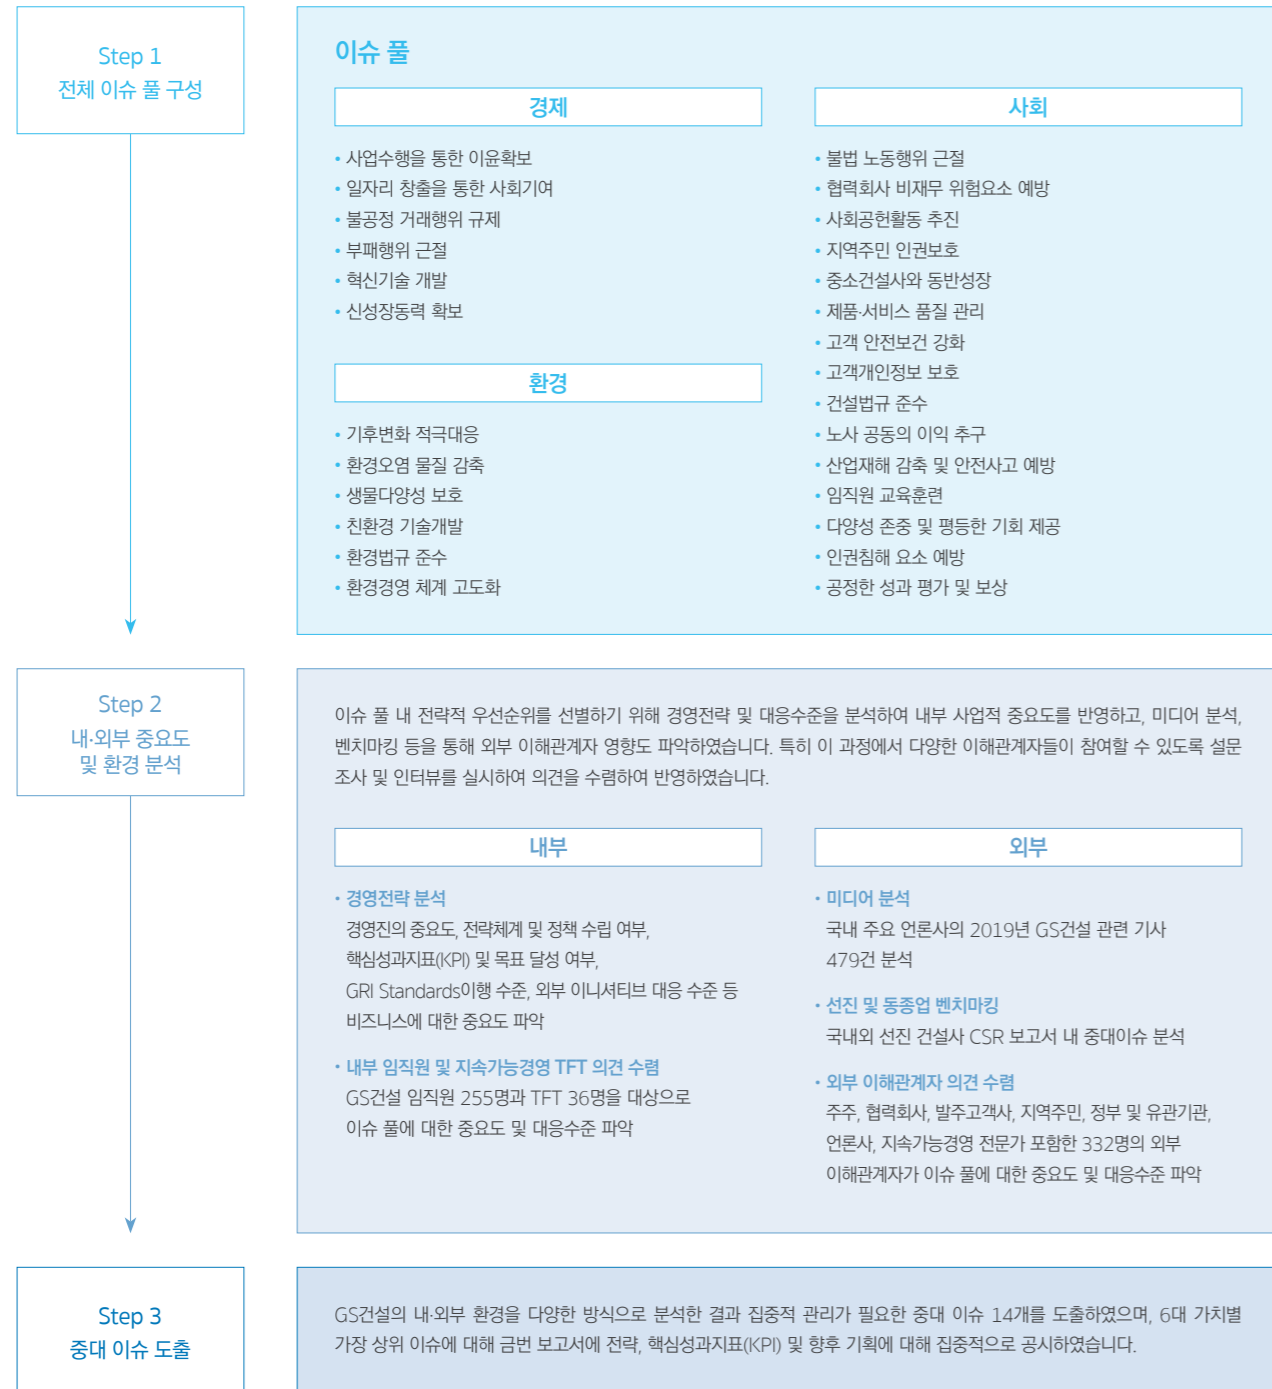 Step 1
전체 이슈 풀 구성
이슈 풀
경제
• 사업수행을 통한 이윤확보
• 일자리 창출을 통한 사회기여
• 불공정 거래행위 규제
• 부패행위 근절
• 혁신기술 개발
• 신성장동력 확보
환경
• 기후변화 적극대응
• 환경오염 물질 감축
• 생물다양성 보호
• 친환경 기술개발
• 환경법규 준수
• 환경경영 체계 고도화
사회
• 불법 노동행위 근절
• 협력회사 비재무 위험요소 예방
• 사회공헌활동 추진
• 지역주민 인권보호
• 중소건설사와 동반성장
• 제품·서비스 품질 관리
• 고객 안전보건 강화
• 고객개인정보 보호
• 건설법규 준수
• 노사 공동의 이익 추구
• 산업재해 감축 및 안전사고 예방
• 임직원 교육훈련
• 다양성 존중 및 평등한 기회 제공
• 인권침해 요소 예방
• 공정한 성과 평가 및 보상
Step 2
내·외부 중요도
및 환경 분석
이슈 풀 내 전략적 우선순위를 선별하기 위해 경영전략 및 대응수준을 분석하여 내부 사업적 중요도를 반영하고, 미디어 분석,
벤치마킹 등을 통해 외부 이해관계자 영향도 파악하였습니다. 특히 이 과정에서 다양한 이해관계자들이 참여할 수 있도록 설문
조사 및 인터뷰를 실시하여 의견을 수렴하여 반영하였습니다.
내부
• 경영전략 분석
경영진의 중요도, 전략체계 및 정책 수립 여부,
핵심성과지표(KPI) 및 목표 달성 여부,
GRI Standards이행 수준, 외부 이니셔티브 대응 수준 등
비즈니스에 대한 중요도 파악
• 내부 임직원 및 지속가능경영 TFT 의견 수렴
GS건설 임직원 255명과 TFT 36명을 대상으로
이슈 풀에 대한 중요도 및 대응수준 파악
외부
• 미디어 분석
국내 주요 언론사의 2019년 GS건설 관련 기사
479건 분석
• 선진 및 동종업 벤치마킹
국내외 선진 건설사 CSR 보고서 내 중대이슈 분석
• 외부 이해관계자 의견 수렴
주주, 협력회사, 발주고객사, 지역주민, 정부 및 유관기관,
언론사, 지속가능경영 전문가 포함한 332명의 외부
이해관계자가 이슈 풀에 대한 중요도 및 대응수준 파악
Step 3
중대 이슈 도출
GS건설의 내·외부 환경을 다양한 방식으로 분석한 결과 집중적 관리가 필요한 중대 이슈 14개를 도출하였으며, 6대 가치별
가장 상위 이슈에 대해 금번 보고서에 전략, 핵심성과지표(KPI) 및 향후 기획에 대해 집중적으로 공시하였습니다.